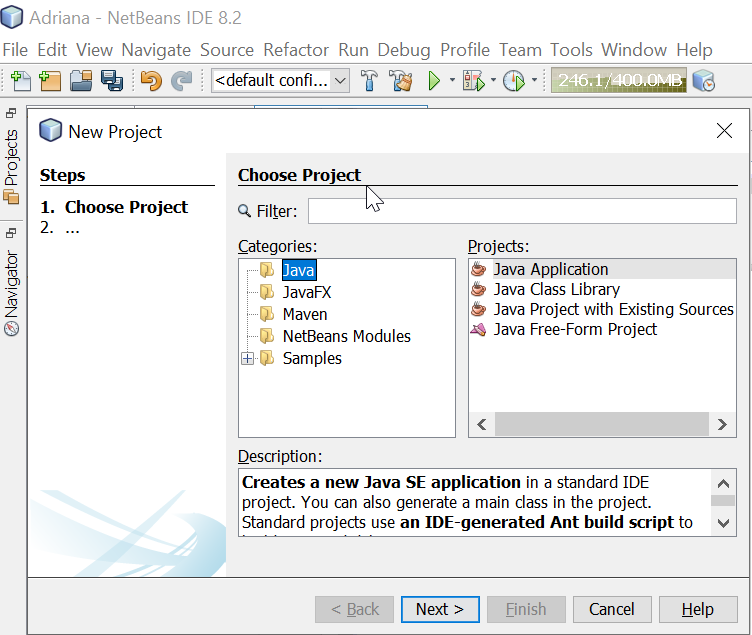 Adriana - NetBeans IDE 8.2
File Edit View Navigate Source Refactor Run Debug Profile Team Tools Window Help
<default confi...
246.1/400.0MB
Projects
Navigator
New Project
Steps
1. Choose Project
2. ...
Choose Project
Filter:
Categories:
Java
JavaFX
Maven
NetBeans Modules
Samples
Projects:
Java Application
Java Class Library
Java Project with Existing Sources
Java Free-Form Project
Description:
Creates a new Java SE application in a standard IDE
project. You can also generate a main class in the project.
Standard projects use an IDE-generated Ant build script to
< Back
Next >
Finish
Cancel
Help